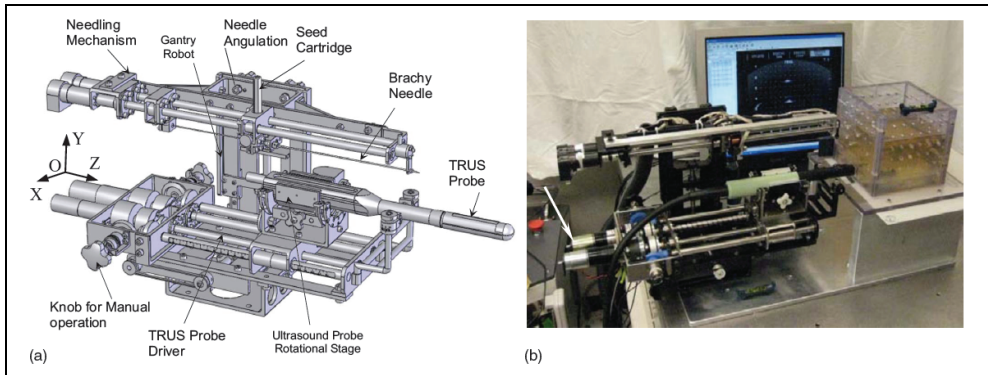 Needling
Mechanism
Gantry
Robot
Needle
Angulation
Seed
Cartridge
Brachy
Needle
TRUS
Probe
Y
O
Z
X
Knob for Manual
operation
TRUS Probe
Driver
Ultrasound Probe
Rotational Stage
(a)
(b)